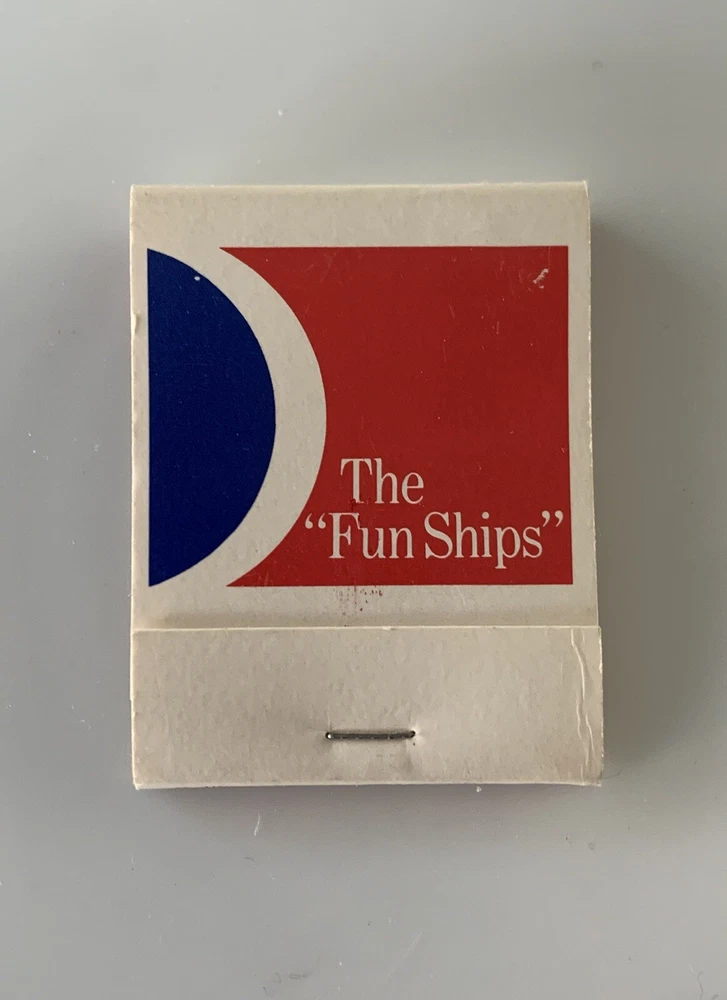 The
“Fun Ships”